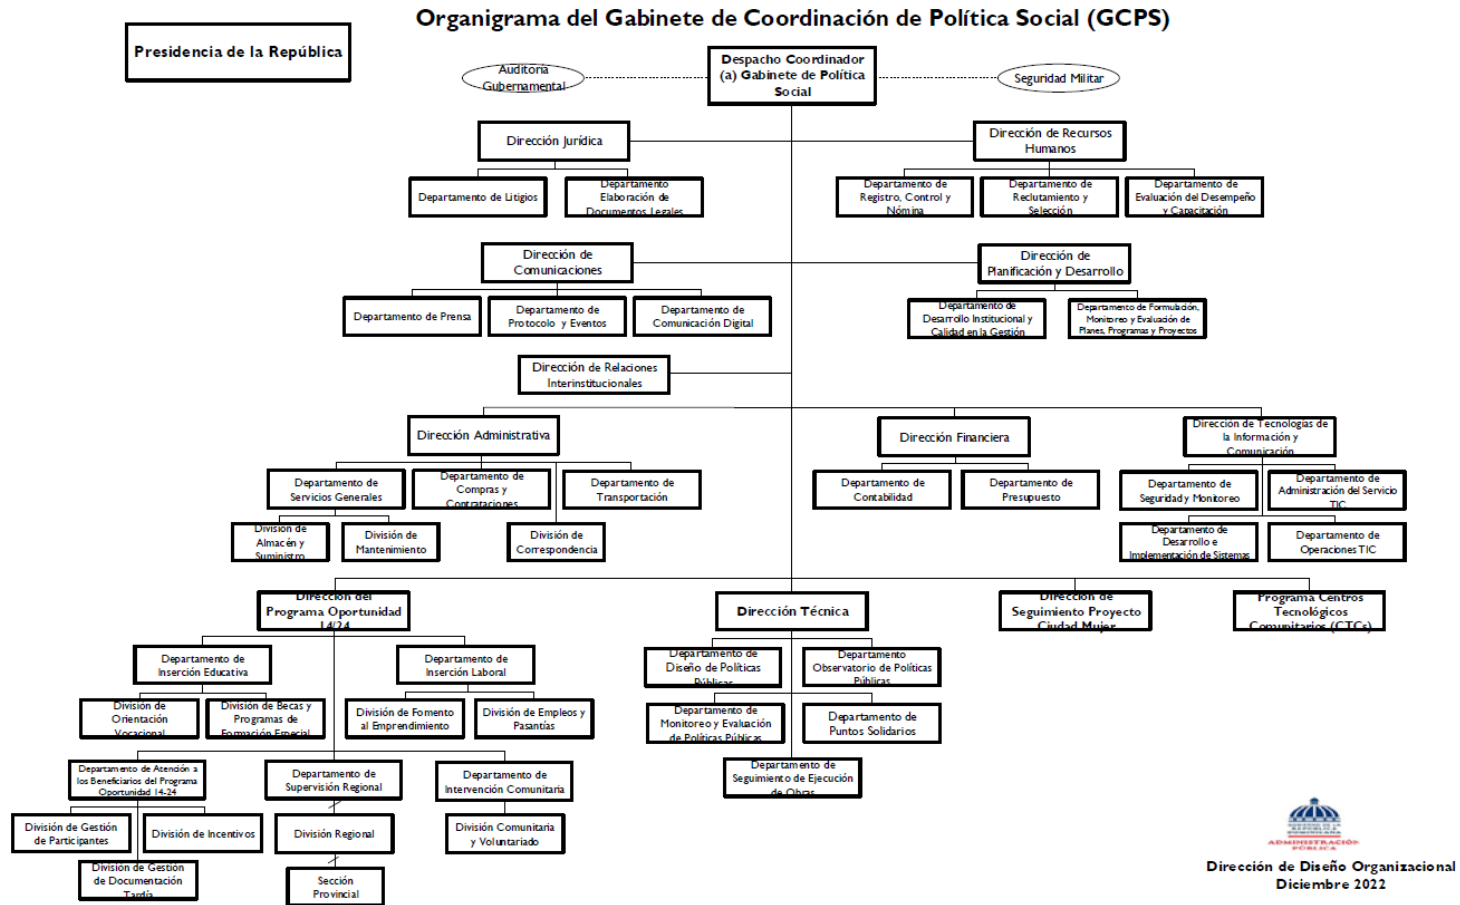 Organigrama del Gabinete de Coordinación de Política Social (GCPS)
Presidencia de la República
Despacho Coordinador
(a) Gabinete de Política
Social
Auditoria
Gubernamental
Seguridad Militar
Dirección Jurídica
Dirección de Recursos
Humanos
Departamento de Litigios
Departamento
Elaboración de
Documentos Legales
Departamento de
Registro, Control y
Nómina
Departamento de
Reclutamiento y
Selección
Departamento de
Evaluación del Desempeño
y Capacitación
Dirección de
Comunicaciones
Dirección de
Planificación y Desarrollo
Departamento de Prensa
Departamento de
Protocolo y Eventos
Departamento de
Comunicación Digital
Departamento de
Desarrollo Institucional y
Calidad en la Gestión
Departamento de Formulación,
Monitoreo y Evaluación de
Planes, Programas y Proyectos
Dirección de Relaciones
Interinstitucionales
Dirección Administrativa
Dirección Financiera
Dirección de Tecnologías de
la Información y
Comunicación
Departamento de
Servicios Generales
Departamento de
Compras y
Contrataciones
Departamento de
Transportación
Departamento de
Contabilidad
Departamento de
Presupuesto
Departamento de
Seguridad y Monitoreo
Departamento de
Administración del Servicio
TIC
División de
Almacén y
Suministro
División de
Mantenimiento
División de
Correspondencia
Departamento de
Desarrollo e
Implementación de Sistemas
Departamento de
Operaciones TIC
Dirección del
Programa Oportunidad
14/24
Dirección Técnica
Dirección de
Seguimiento Proyecto
Ciudad Mujer
Programa Centros
Tecnológicos
Comunitarios (CTCs)
Departamento de
Inserción Educativa
Departamento de
Inserción Laboral
Departamento de
Diseño de Políticas
Públicas
Departamento
Observatorio de Políticas
Públicas
División de
Orientación
Vocacional
División de Becas y
Programas de
Formación Especial
División de Fomento
al Emprendimiento
División de Empleos y
Pasantías
Departamento de
Monitoreo y Evaluación
de Políticas Públicas
Departamento de
Puntos Solidarios
Departamento de Atención a
los Beneficiarios del Programa
Oportunidad 14-24
Departamento de
Supervisión Regional
Departamento de
Intervención Comunitaria
Departamento de
Seguimiento de Ejecución
de Obras
División de Gestión
de Participantes
División de Incentivos
División Regional
División Comunitaria
y Voluntariado
División de Gestión
de Documentación
Tardía
Sección
Provincial
GOBIERNO DE LA
REPÚBLICA
DOMINICANA
ADMINISTRACIÓN
PÚBLICA
Dirección de Diseño Organizacional
Diciembre 2022